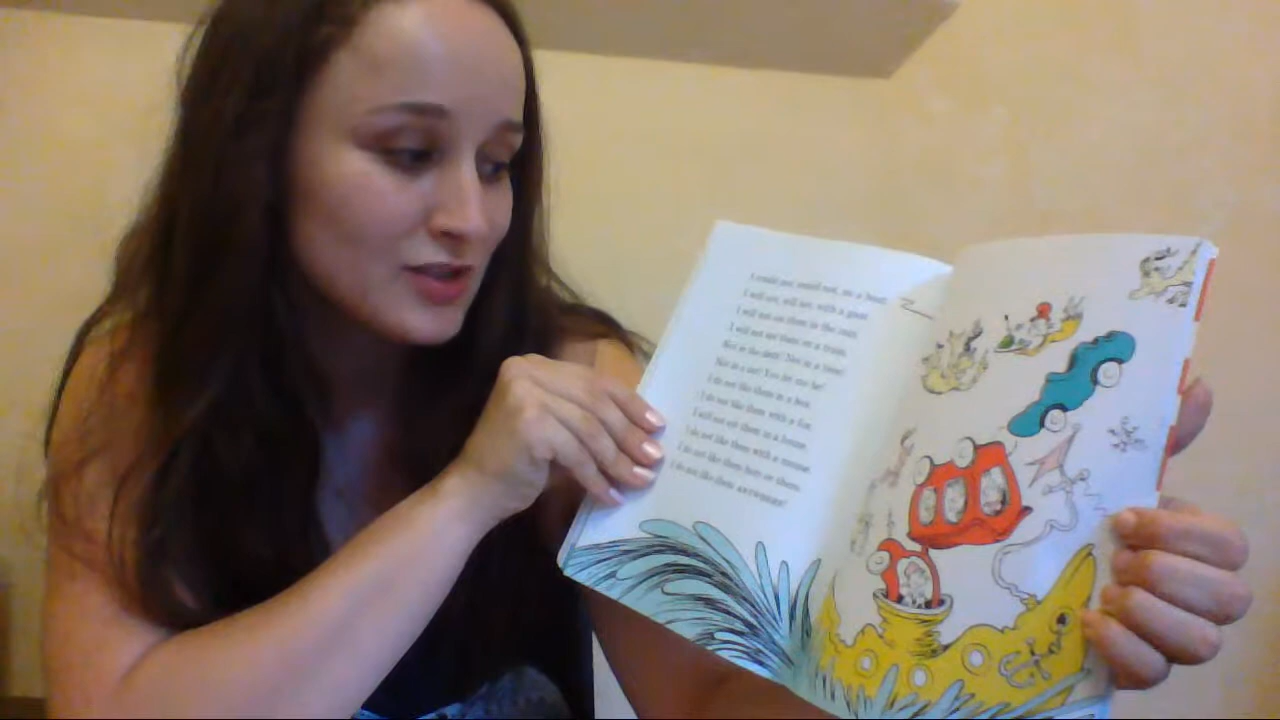 I could not, would not, on a boat.
I will not, will not, with a goat.
I will not eat them in the rain.
I will not eat them on a train.
Not in the dark! Not in a tree!
Not in a car! You let me be!
I do not like them in a box.
I do not like them with a fox.
I will not eat them in a house.
I do not like them with a mouse.
I do not like them here or there.
I do not like them ANYWHERE!